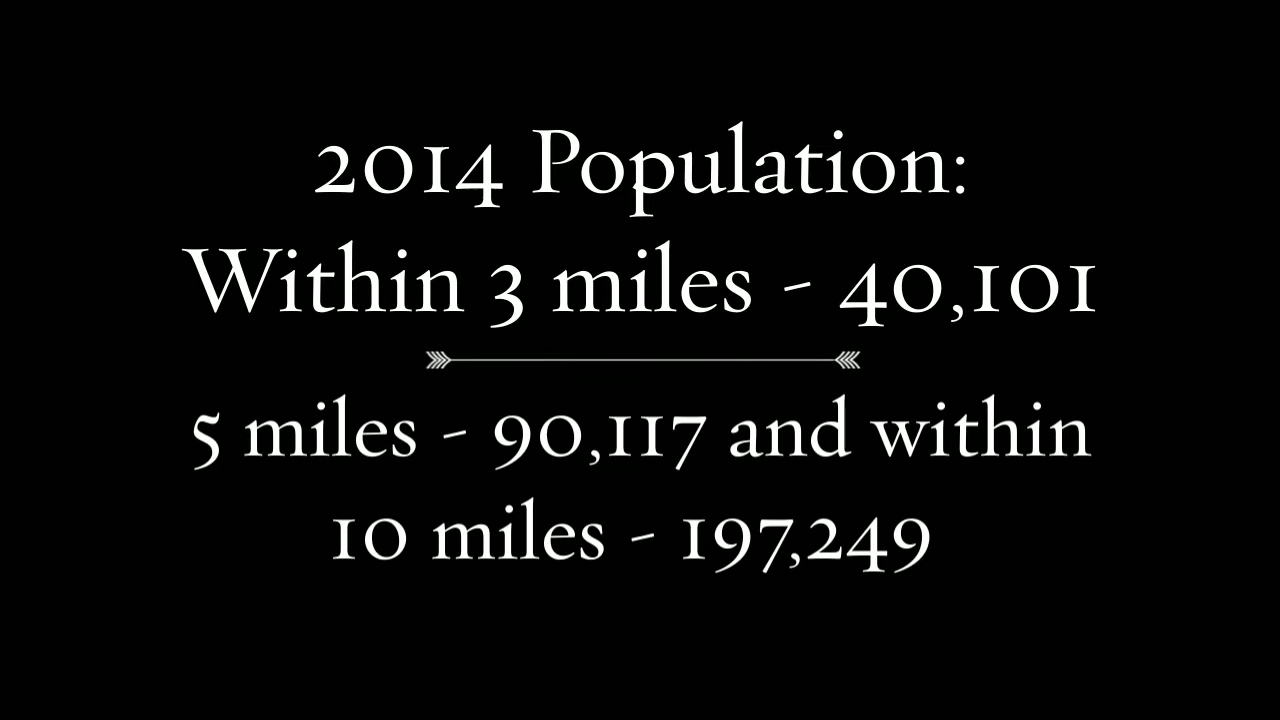 2014 Population:
Within 3 miles - 40,101
5 miles - 90,117 and within
10 miles - 197,249